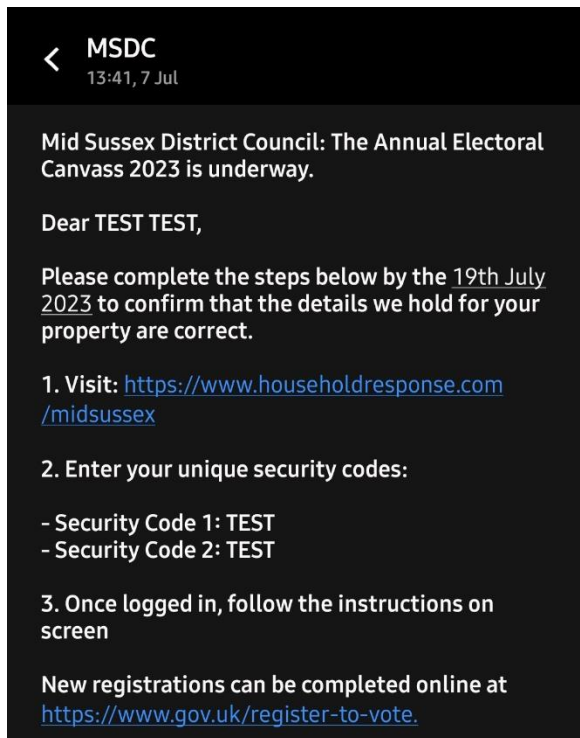 MSDC
13:41, 7 Jul
Mid Sussex District Council: The Annual Electoral
Canvass 2023 is underway.
Dear TEST TEST,
Please complete the steps below by the 19th July
2023 to confirm that the details we hold for your
property are correct.
1. Visit: https://www.householdresponse.com
/midsussex
2. Enter your unique security codes:
- Security Code 1: TEST
- Security Code 2: TEST
3. Once logged in, follow the instructions on
screen
New registrations can be completed online at
https://www.gov.uk/register-to-vote.